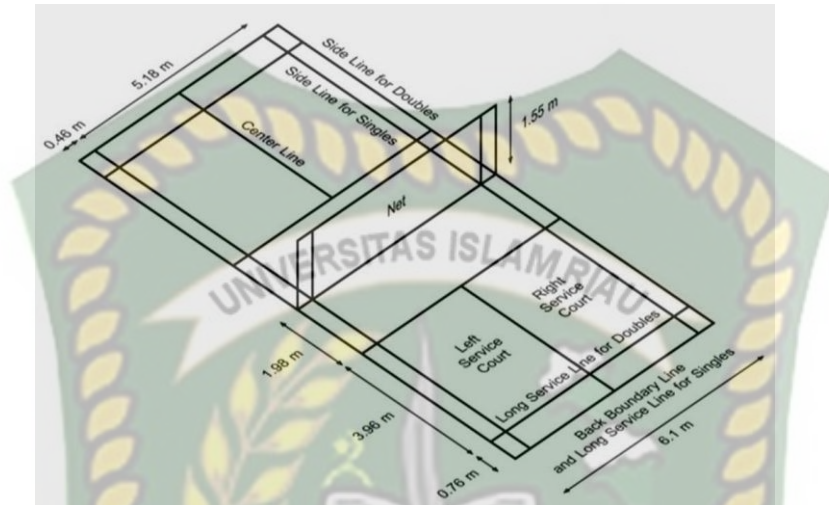 Side Line for Doubles
5.18 m
Side Line for Singles
1.55 m
0.46 m
Center Line
Net
UNIVERSITAS ISLAM RIAU
Right
Service
Court
Left
Service
Court
Long Service Line for Doubles
1.98 m
Back Boundary Line
and Long Service Line for Singles
3.96 m
6.1 m
0.76 m